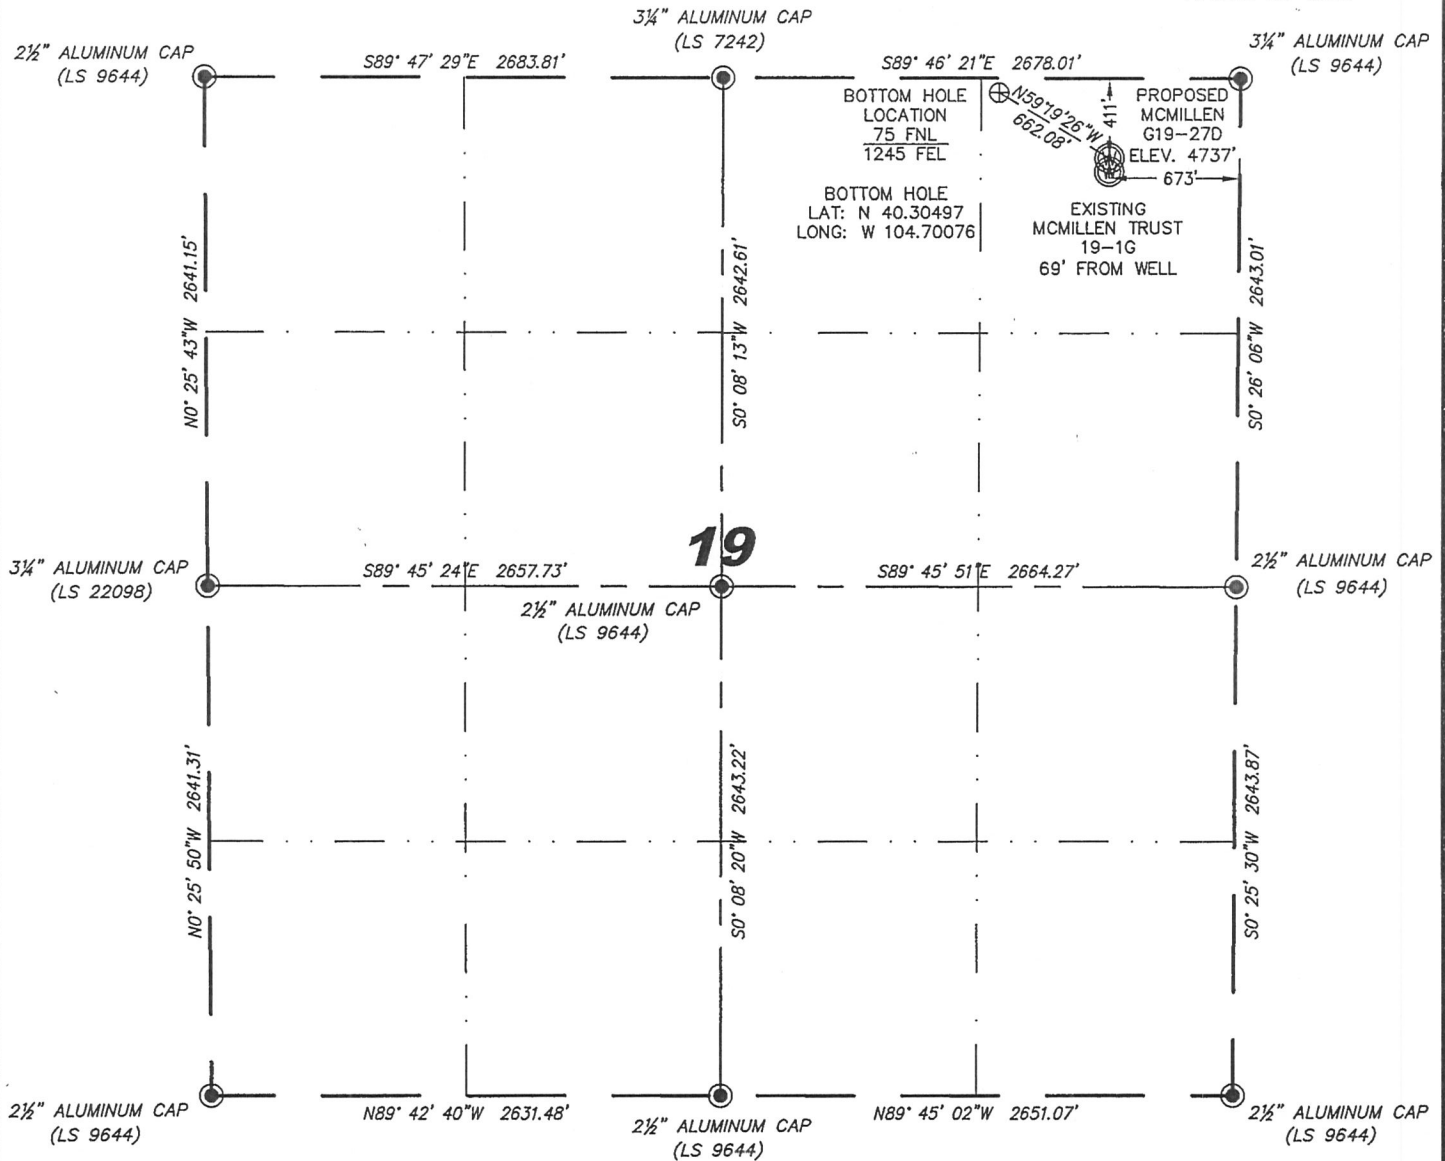 3¼" ALUMINUM CAP
(LS 7242)
2½" ALUMINUM CAP
(LS 9644)
3¼" ALUMINUM CAP
(LS 9644)
S89° 47' 29"E 2683.81'
S89° 46' 21"E 2678.01'
BOTTOM HOLE
LOCATION
75 FNL
1245 FEL
N59°19'26"W
662.08'
411'
PROPOSED
MCMILLEN
G19-27D
ELEV. 4737'
673'
BOTTOM HOLE
LAT: N 40.30497
LONG: W 104.70076
EXISTING
MCMILLEN TRUST
19-1G
69' FROM WELL
N0° 25' 43"W 2641.15'
S0° 08' 13"W 2642.61'
S0° 26' 06"W 2643.01'
19
3¼" ALUMINUM CAP
(LS 22098)
S89° 45' 24"E 2657.73'
S89° 45' 51"E 2664.27'
2½" ALUMINUM CAP
(LS 9644)
2½" ALUMINUM CAP
(LS 9644)
N0° 25' 50"W 2641.31'
S0° 08' 20"W 2643.22'
S0° 25' 30"W 2643.87'
2½" ALUMINUM CAP
(LS 9644)
N89° 42' 40"W 2631.48'
2½" ALUMINUM CAP
(LS 9644)
N89° 45' 02"W 2651.07'
2½" ALUMINUM CAP
(LS 9644)